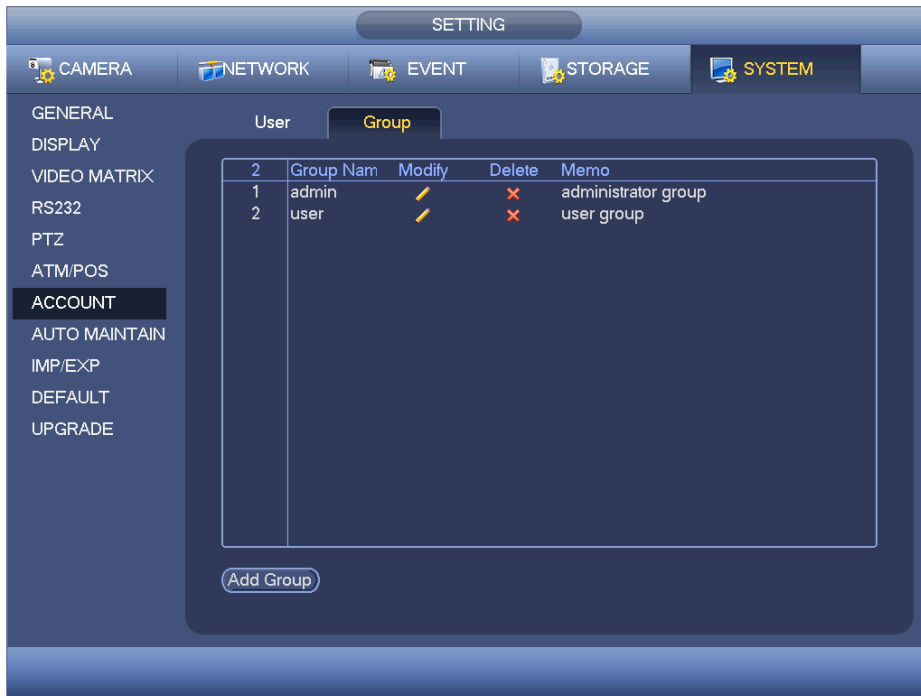 SETTING
CAMERA NETWORK EVENT STORAGE SYSTEM
GENERAL
DISPLAY
VIDEO MATRIX
RS232
PTZ
ATM/POS
ACCOUNT
AUTO MAINTAIN
IMP/EXP
DEFAULT
UPGRADE
User Group
2 Group Nam Modify Delete Memo
1 admin administrator group
2 user user group
Add Group